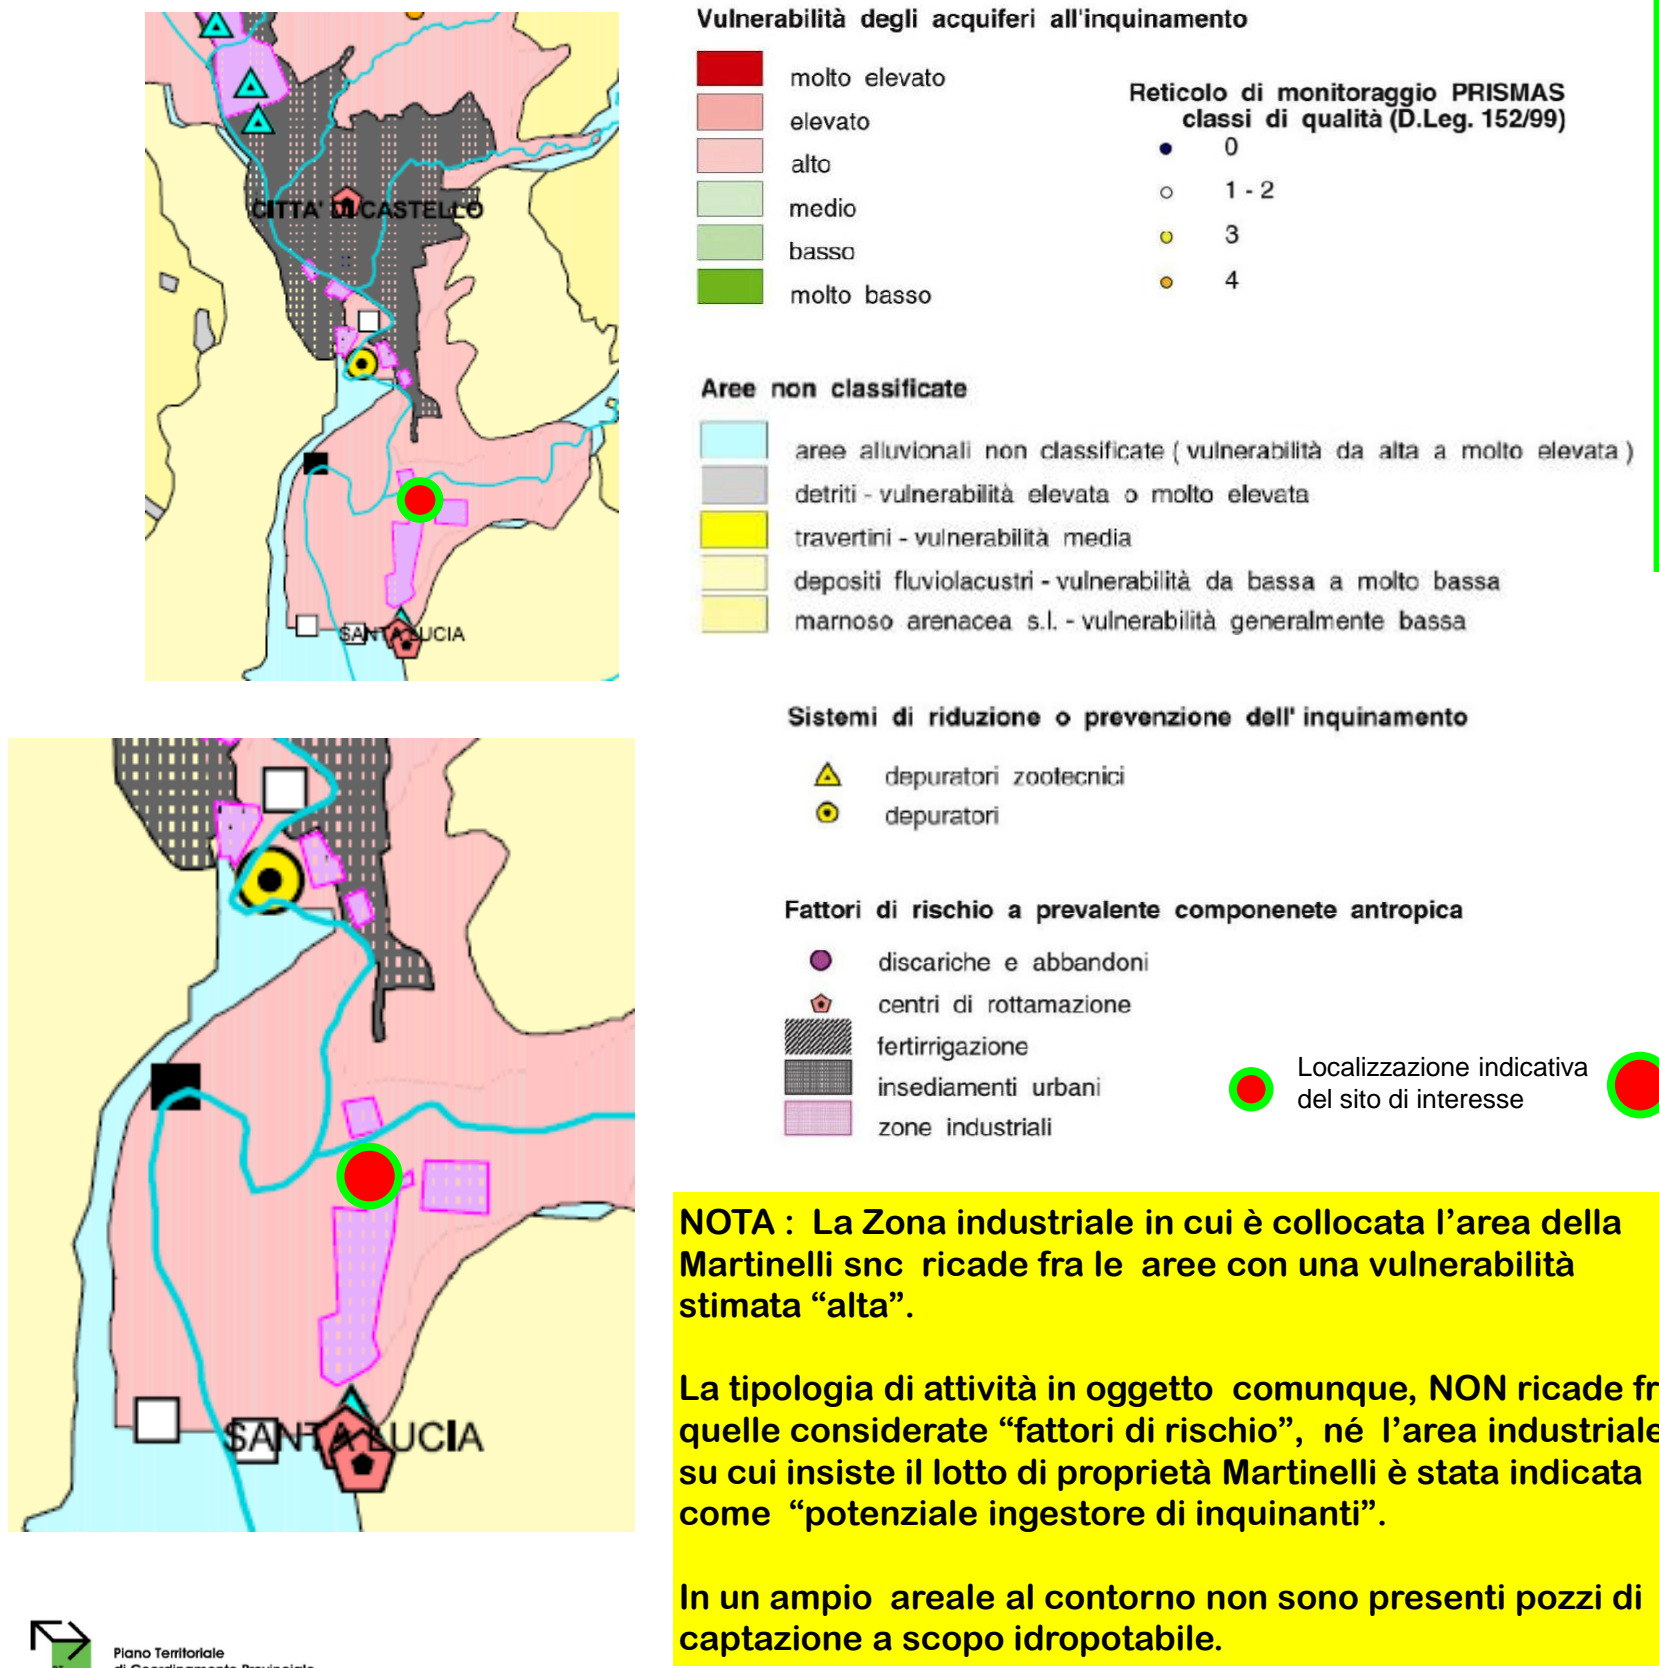 Vulnerabilità degli acquiferi all'inquinamento
molto elevato
elevato
alto
medio
basso
molto basso
Reticolo di monitoraggio PRISMAS
classi di qualità (D.Leg. 152/99)
0
1 - 2
3
4
CITTA' DI CASTELLO
SANTA LUCIA
Aree non classificate
aree alluvionali non classificate ( vulnerabilità da alta a molto elevata )
detriti - vulnerabilità elevata o molto elevata
travertini - vulnerabilità media
depositi fluviolacustri - vulnerabilità da bassa a molto bassa
marnoso arenacea s.l. - vulnerabilità generalmente bassa
Sistemi di riduzione o prevenzione dell' inquinamento
depuratori zootecnici
depuratori
Fattori di rischio a prevalente componenete antropica
discariche e abbandoni
centri di rottamazione
fertirrigazione
insediamenti urbani
zone industriali
Localizzazione indicativa
del sito di interesse
SANTA LUCIA
NOTA : La Zona industriale in cui è collocata l’area della
Martinelli snc ricade fra le aree con una vulnerabilità
stimata “alta”.
La tipologia di attività in oggetto comunque, NON ricade fr
quelle considerate “fattori di rischio”, né l’area industriale
su cui insiste il lotto di proprietà Martinelli è stata indicata
come “potenziale ingestore di inquinanti”.
In un ampio areale al contorno non sono presenti pozzi di
captazione a scopo idropotabile.
Piano Territoriale
di Coordinamento Provinciale